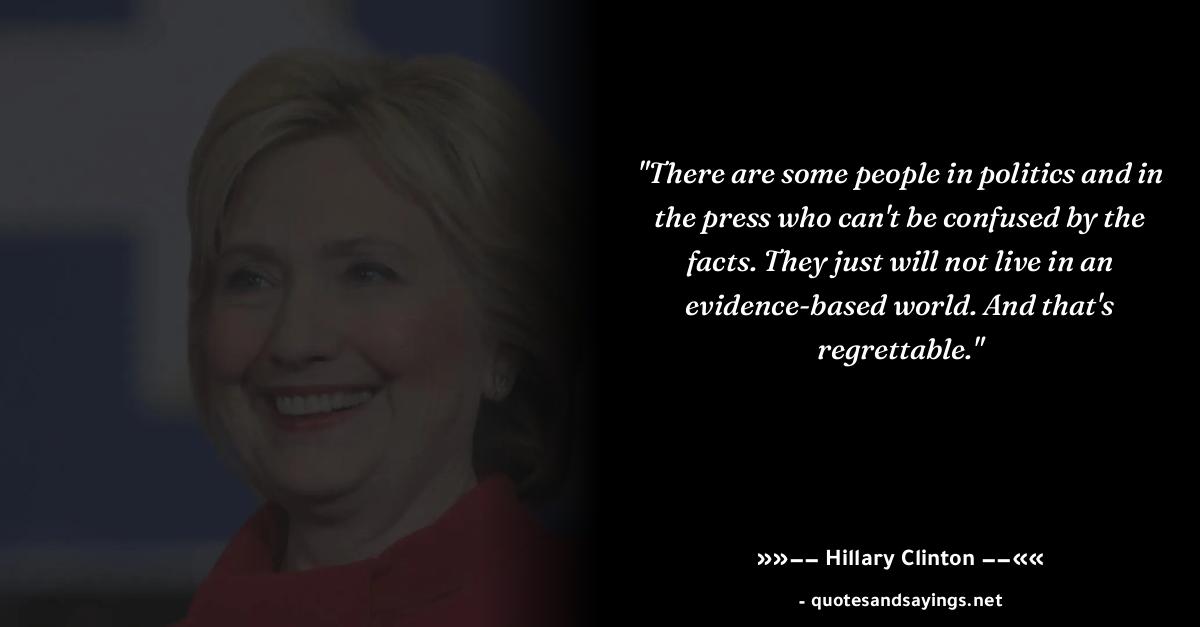 "There are some people in politics and in
the press who can't be confused by the
facts. They just will not live in an
evidence-based world. And that's
regrettable."
»»-- Hillary Clinton --««
- quotesandsayings.net